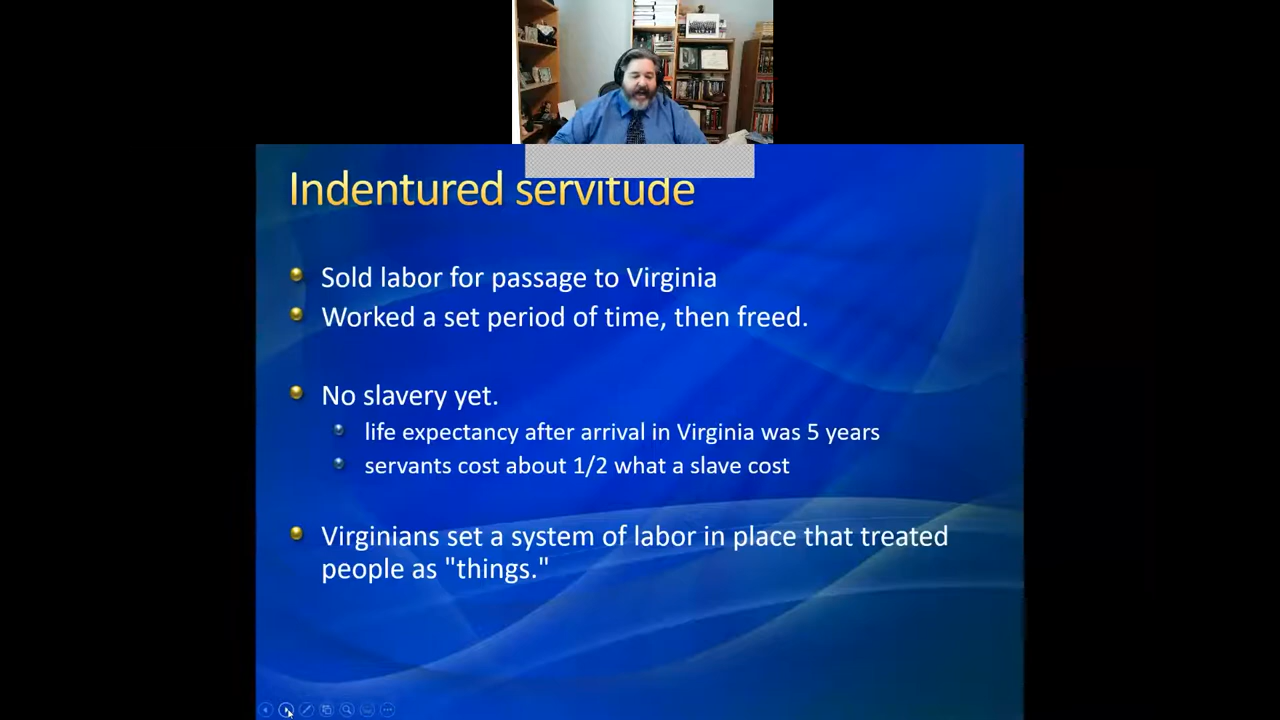 Indentured servitude
Sold labor for passage to Virginia
Worked a set period of time, then freed.
No slavery yet.
life expectancy after arrival in Virginia was 5 years
servants cost about 1/2 what a slave cost
Virginians set a system of labor in place that treated
people as "things."